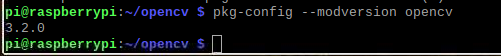 pi@raspberrypi:~/opencv $ pkg-config --modversion opencv
3.2.0
pi@raspberrypi:~/opencv $